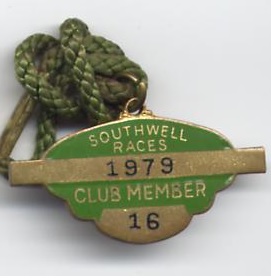 SOUTHWELL
RACES
1979
CLUB MEMBER
16